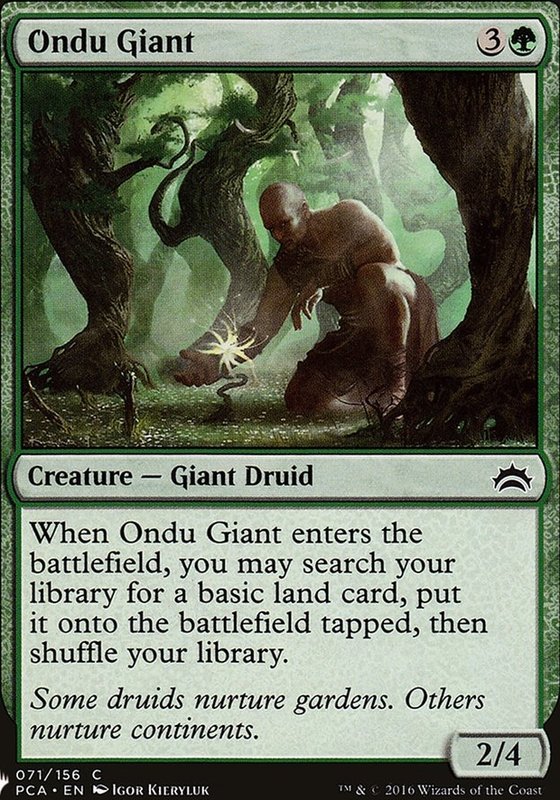 Ondu Giant 3
Creature — Giant Druid
When Ondu Giant enters the
battlefield, you may search your
library for a basic land card, put
it onto the battlefield tapped, then
shuffle your library.
Some druids nurture gardens. Others
nurture continents.
2/4
071/156 C
PCA • EN Igor Kieryluk
™ & © 2016 Wizards of the Coast